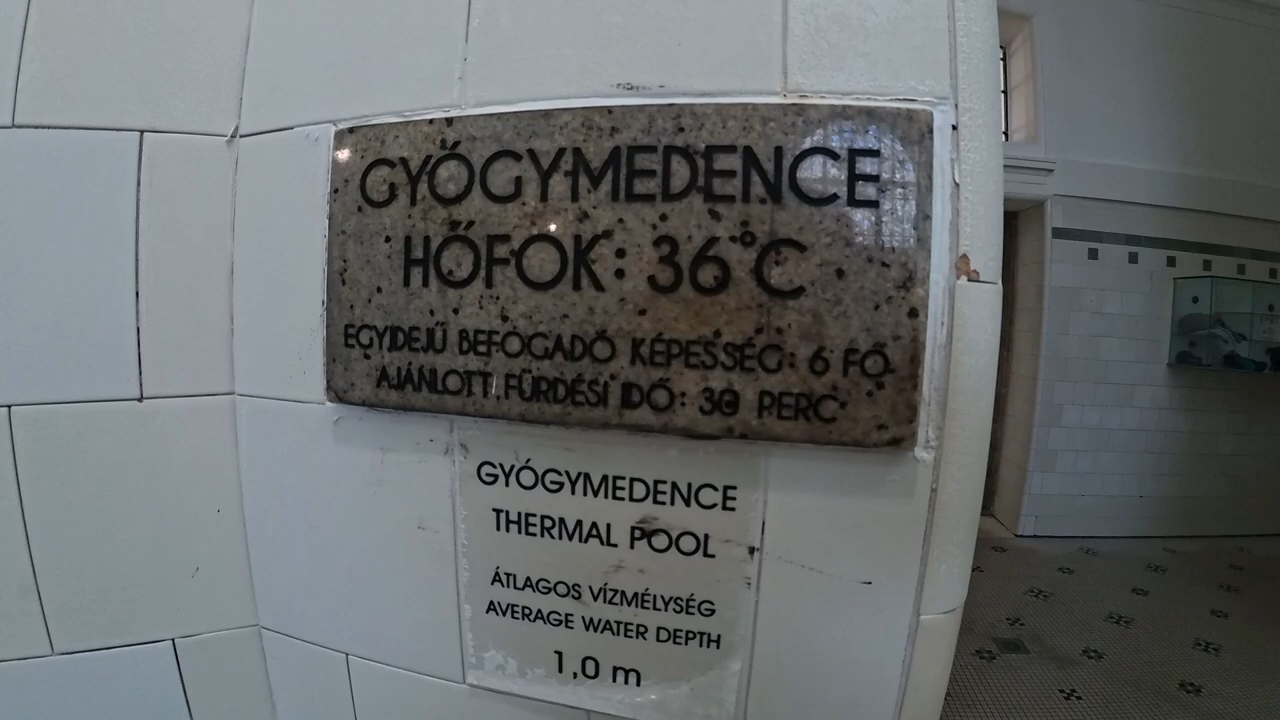 GYÓGYMEDENCE
HŐFOK: 36°C
EGYIDEJŰ BEFOGADÓ KÉPESSÉG: 6 FŐ
AJÁNLOTT FÜRDÉSI IDŐ: 30 PERC
GYÓGYMEDENCE
THERMAL POOL
ÁTLAGOS VÍZMÉLYSÉG
AVERAGE WATER DEPTH
1,0 m